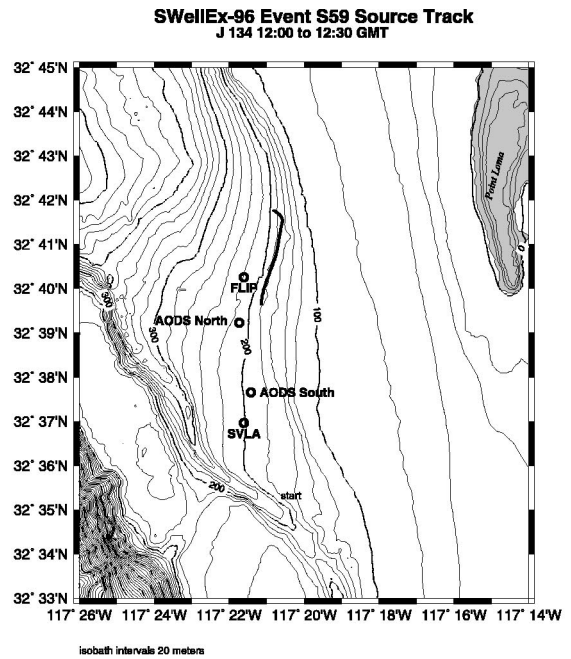 SWellEx-96 Event S59 Source Track
J 134 12:00 to 12:30 GMT
32° 45'N
32° 44'N
32° 43'N
32° 42'N
32° 41'N
32° 40'N
32° 39'N
32° 38'N
32° 37'N
32° 36'N
32° 35'N
32° 34'N
32° 33'N
Point Loma
0
FLIP
300
AODS North
100
300
200
AODS South
SVLA
200
start
117° 26'W 117° 24'W 117° 22'W 117° 20'W 117° 18'W 117° 16'W 117° 14'W
isobath intervals 20 meters